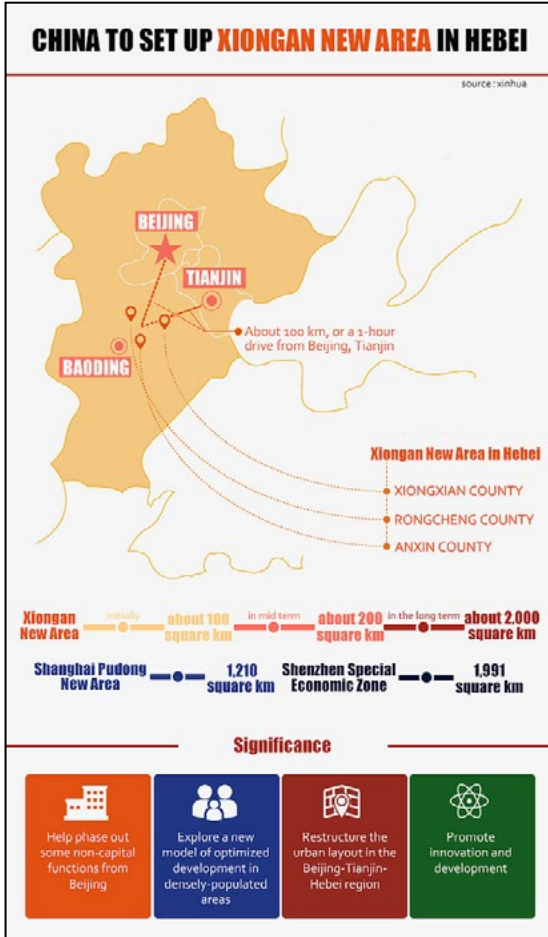 CHINA TO SET UP XIONGAN NEW AREA IN HEBEI
source:xinhua
BEIJING
TIANJIN
About 100 km, or a 1-hour
drive from Beijing, Tianjin
BAODING
Xiongan New Area in Hebei
XIONGXIAN COUNTY
RONGCHENG COUNTY
ANXIN COUNTY
Xiongan
New Area
initially
about 100
square km
in mid term
about 200
square km
in the long term
about 2,000
square km
Shanghai Pudong
New Area
1,210
square km
Shenzhen Special
Economic Zone
1,991
square km
Significance
Help phase out
some non-capital
functions from
Beijing
Explore a new
model of optimized
development in
densely-populated
areas
Restructure the
urban layout in the
Beijing-Tianjin-
Hebei region
Promote
innovation and
development